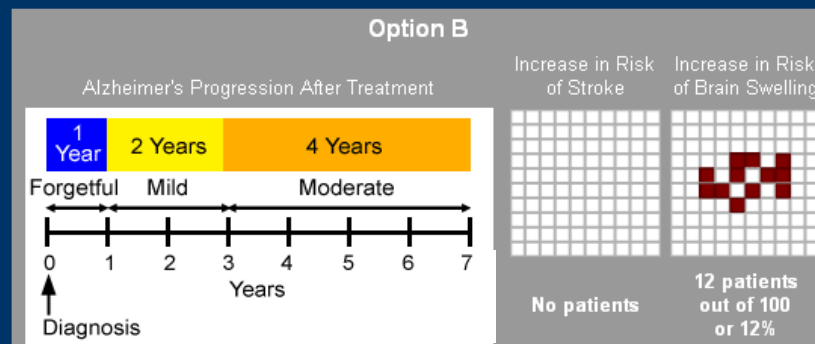 Option B
Alzheimer's Progression After Treatment
1
Year
2 Years
4 Years
Forgetful
Mild
Moderate
0 1 2 3 4 5 6 7
Years
Diagnosis
Increase in Risk
of Stroke
No patients
Increase in Risk
of Brain Swelling
12 patients
out of 100
or 12%